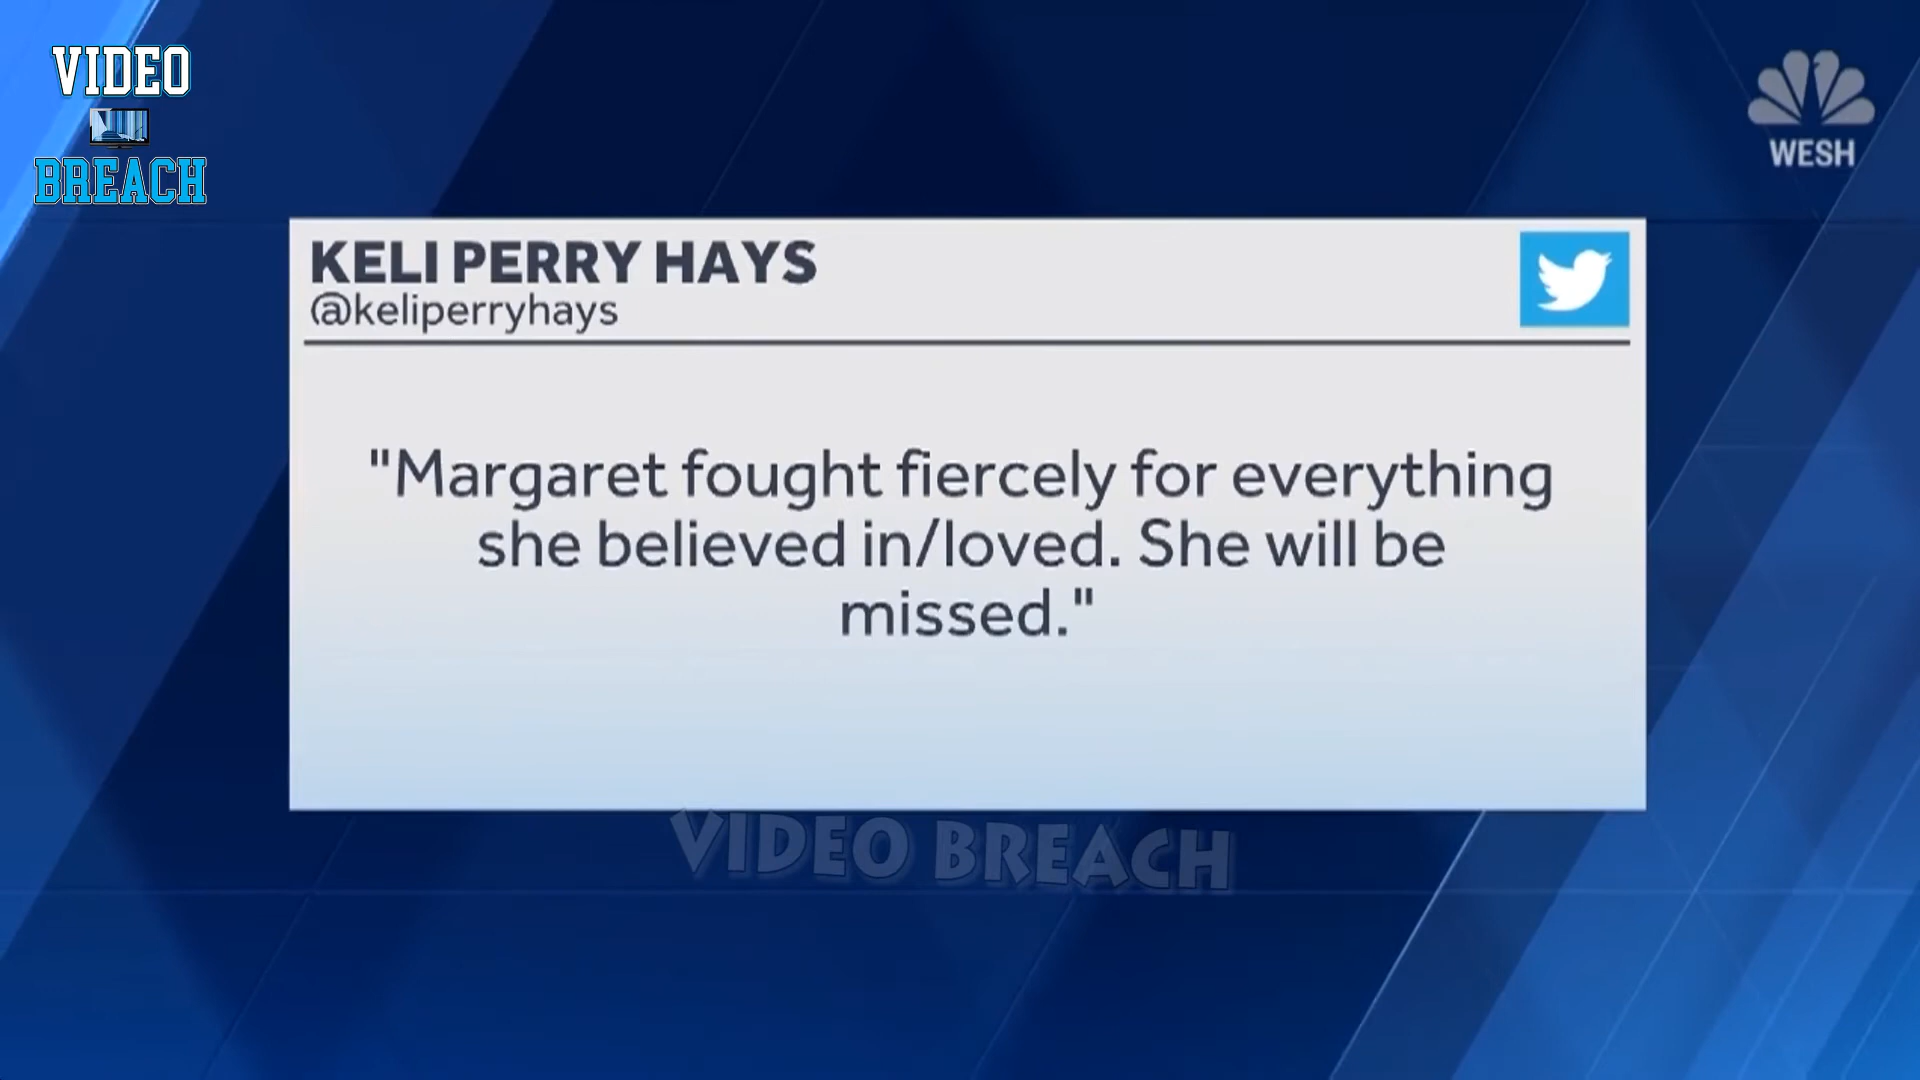 VIDEO
BREACH
WESH
KELI PERRY HAYS
@keliperryhays
"Margaret fought fiercely for everything
she believed in/loved. She will be
missed."
VIDEO BREACH